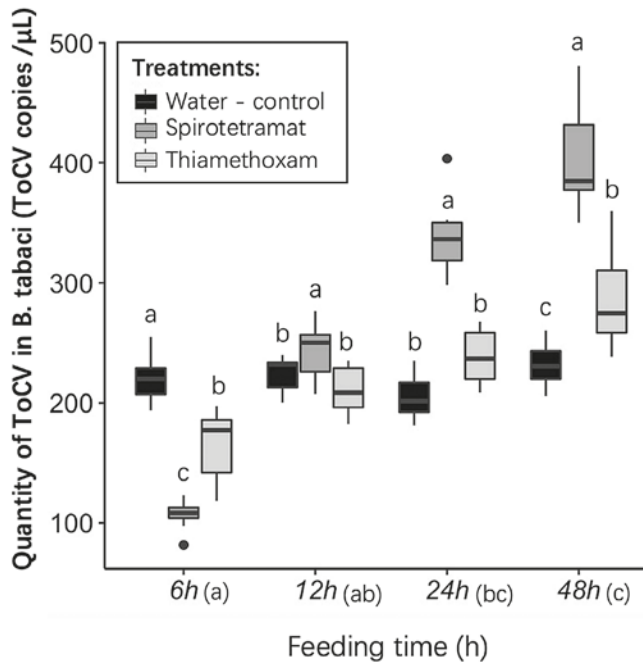 Quantity of ToCV in B. tabaci (ToCV copies /μL)
500
400
300
200
100
Treatments:
Water - control
Spirotetramat
Thiamethoxam
a
c
b
b
a
b
b
a
b
c
a
b
6h (a)
12h (ab)
24h (bc)
48h (c)
Feeding time (h)